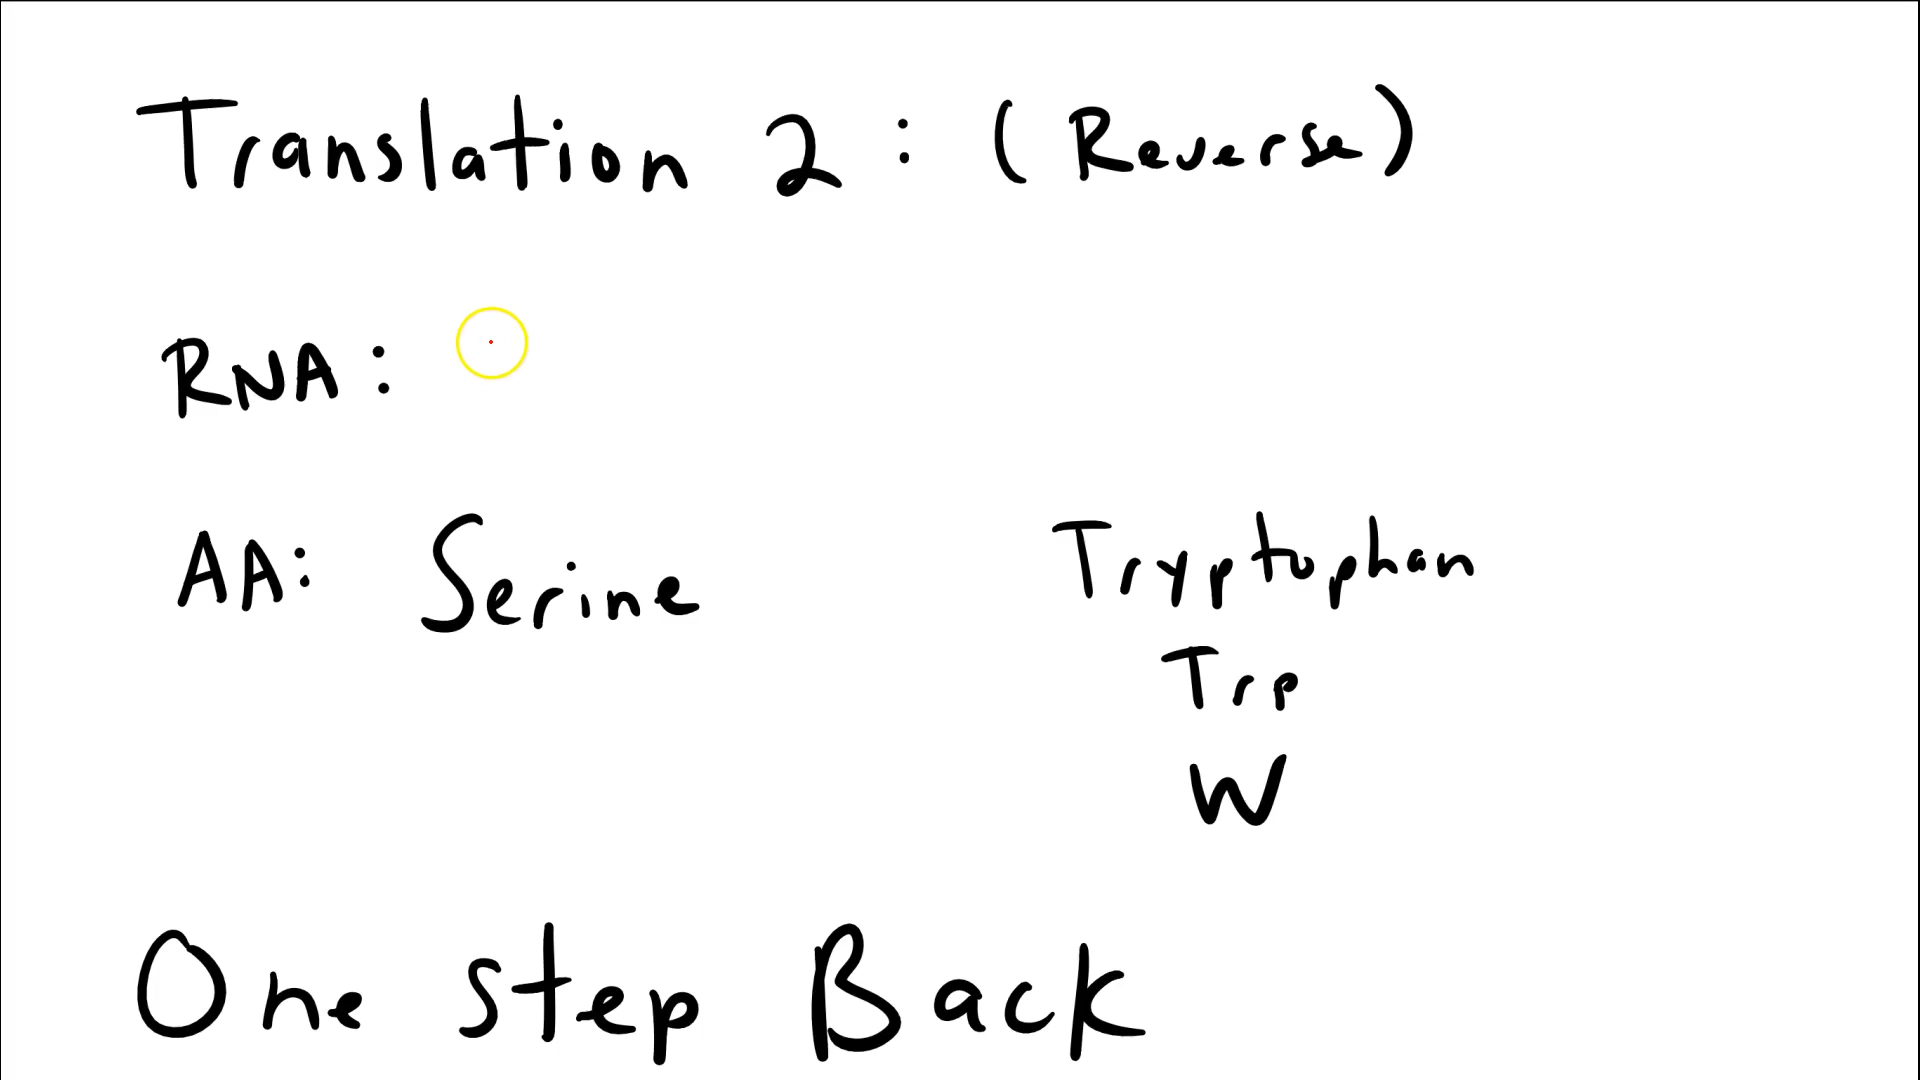 Translation 2 : (Reverse)
RNA :
AA: Serine Tryptophan
Trp
W
One step Back